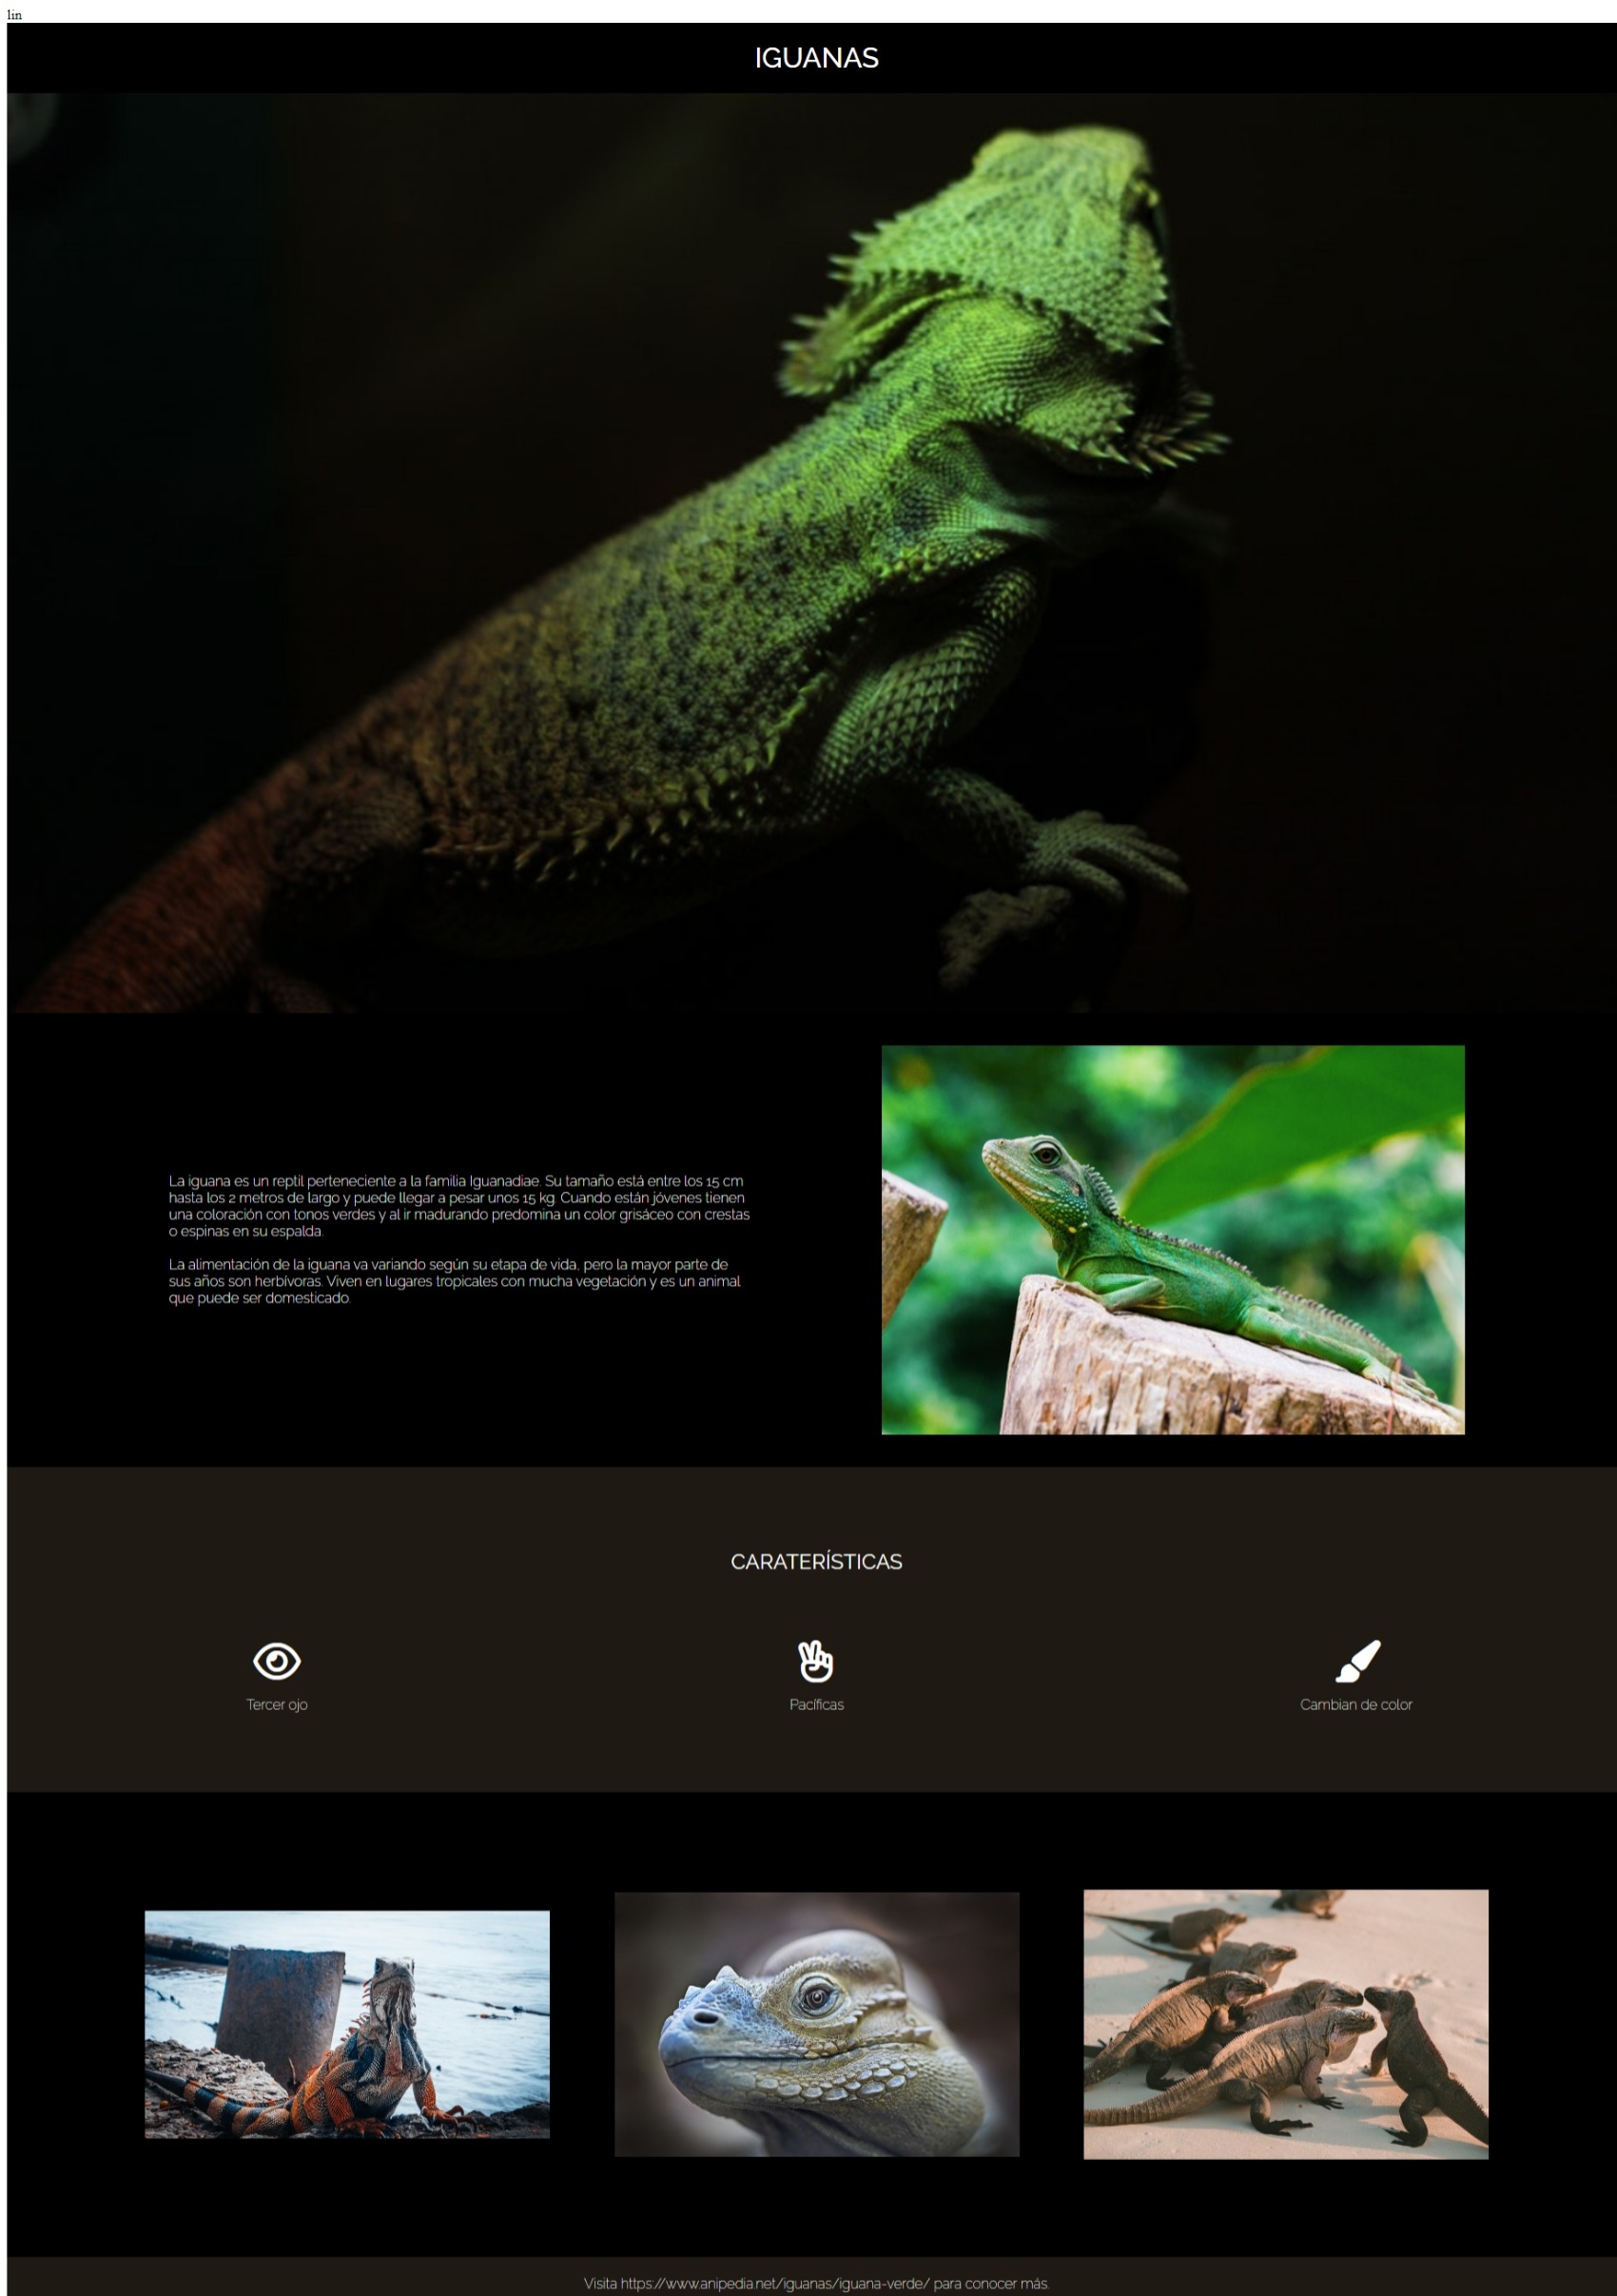 lin
IGUANAS
La iguana es un reptil perteneciente a la familia Iguanadiae. Su tamaño está entre los 15 cm
hasta los 2 metros de largo y puede llegar a pesar unos 15 kg. Cuando están jóvenes tienen
una coloración con tonos verdes y al ir madurando predomina un color grisáceo con crestas
o espinas en su espalda.
La alimentación de la iguana va variando según su etapa de vida, pero la mayor parte de
sus años son herbívoras. Viven en lugares tropicales con mucha vegetación y es un animal
que puede ser domesticado.
CARATERÍSTICAS
Tercer ojo
Pacíficas
Cambian de color
Visita https://www.anipedia.net/iguanas/iguana-verde/ para conocer más.